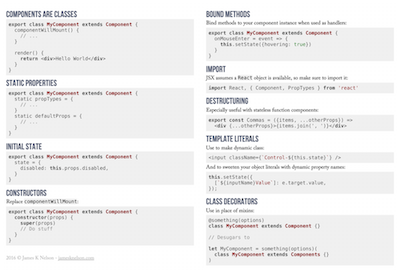 COMPONENTS ARE CLASSES
export class MyComponent extends Component {
componentWillMount() {
// ...
}
render() {
return <div>Hello World</div>
}
}
STATIC PROPERTIES
export class MyComponent extends Component {
static propTypes = {
// ...
}
static defaultProps = {
// ...
}
}
INITIAL STATE
export class MyComponent extends Component {
state = {
disabled: this.props.disabled,
}
}
CONSTRUCTORS
Replace componentWillMount:
export class MyComponent extends Component {
constructor(props) {
super(props)
// Do stuff
}
}
2016 © James K Nelson - jamesknelson.com
BOUND METHODS
Bind methods to your component instance when used as handlers:
export class MyComponent extends Component {
onMouseEnter = event => {
this.setState({hovering: true})
}
}
IMPORT
JSX assumes a React object is available, so make sure to import it:
import React, { Component, PropTypes } from 'react'
DESTRUCTURING
Especially useful with stateless function components:
export const Commas = ({items, ...otherProps}) =>
<div {...otherProps}>{items.join(', ')}</div>
TEMPLATE LITERALS
Use to make dynamic class:
<input className={`Control-${this.state}`} />
And to sweeten your object literals with dynamic property names:
this.setState({
[`${inputName}Value`]: e.target.value,
});
CLASS DECORATORS
Use in place of mixins:
@something(options)
class MyComponent extends Component {}
// Desugars to
let MyComponent = something(options)(
class MyComponent extends Components {}
)